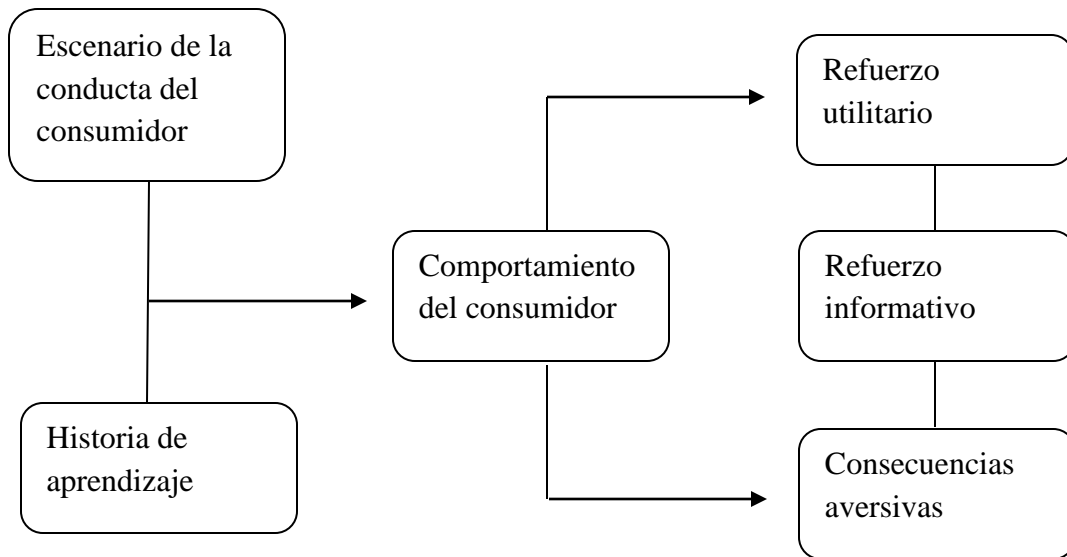 Escenario de la
conducta del
consumidor
Historia de
aprendizaje
Comportamiento
del consumidor
Refuerzo
utilitario
Refuerzo
informativo
Consecuencias
aversivas